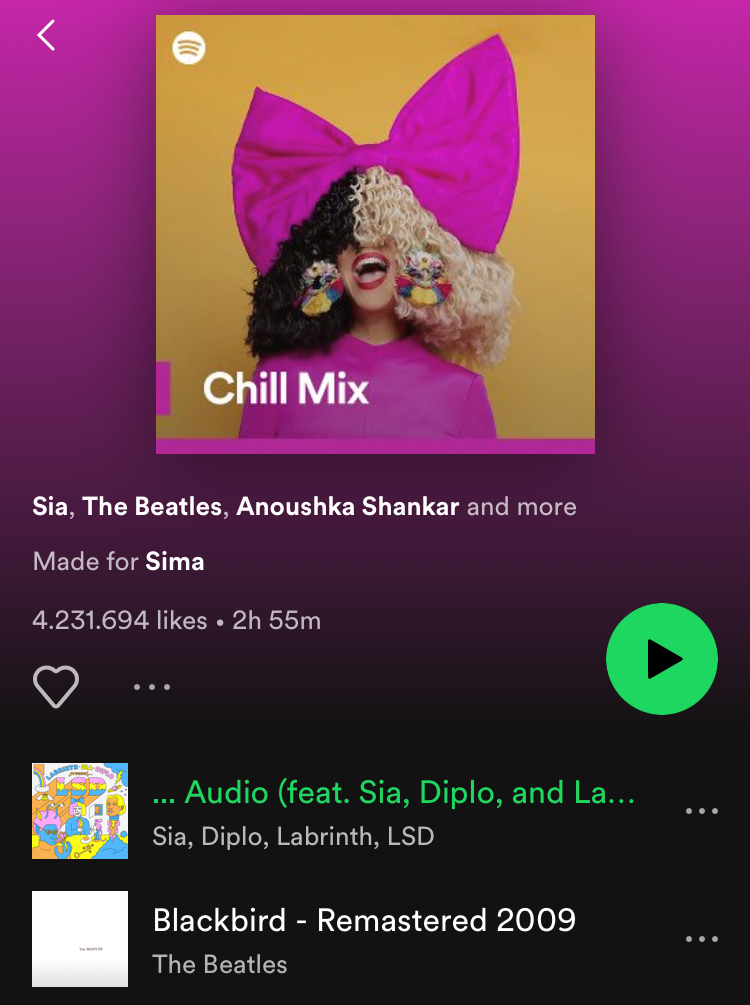 Chill Mix
Sia, The Beatles, Anoushka Shankar and more
Made for Sima
4.231.694 likes • 2h 55m
LABRINTH • SIA • DIPLO
LSD
... Audio (feat. Sia, Diplo, and La...
Sia, Diplo, Labrinth, LSD
The BEATLES
Blackbird - Remastered 2009
The Beatles